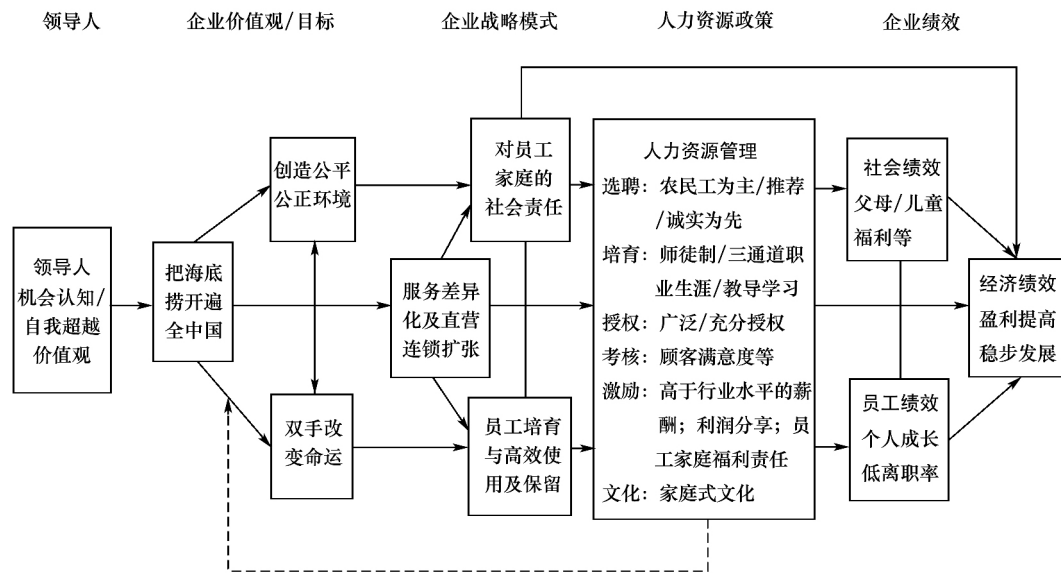 领导人
企业价值观/目标
企业战略模式
人力资源政策
企业绩效
领导人
机会认知/
自我超越
价值观
把海底
捞开遍
全中国
创造公平
公正环境
双手改
变命运
对员工
家庭的
社会责任
服务差异
化及直营
连锁扩张
员工培育
与高效使
用及保留
人力资源管理
选聘：农民工为主/推荐
/诚实为先
培育：师徒制/三通道职
业生涯/教导学习
授权：广泛/充分授权
考核：顾客满意度等
激励：高于行业水平的薪
酬；利润分享；员
工家庭福利责任
文化：家庭式文化
社会绩效
父母/儿童
福利等
员工绩效
个人成长
低离职率
经济绩效
盈利提高
稳步发展